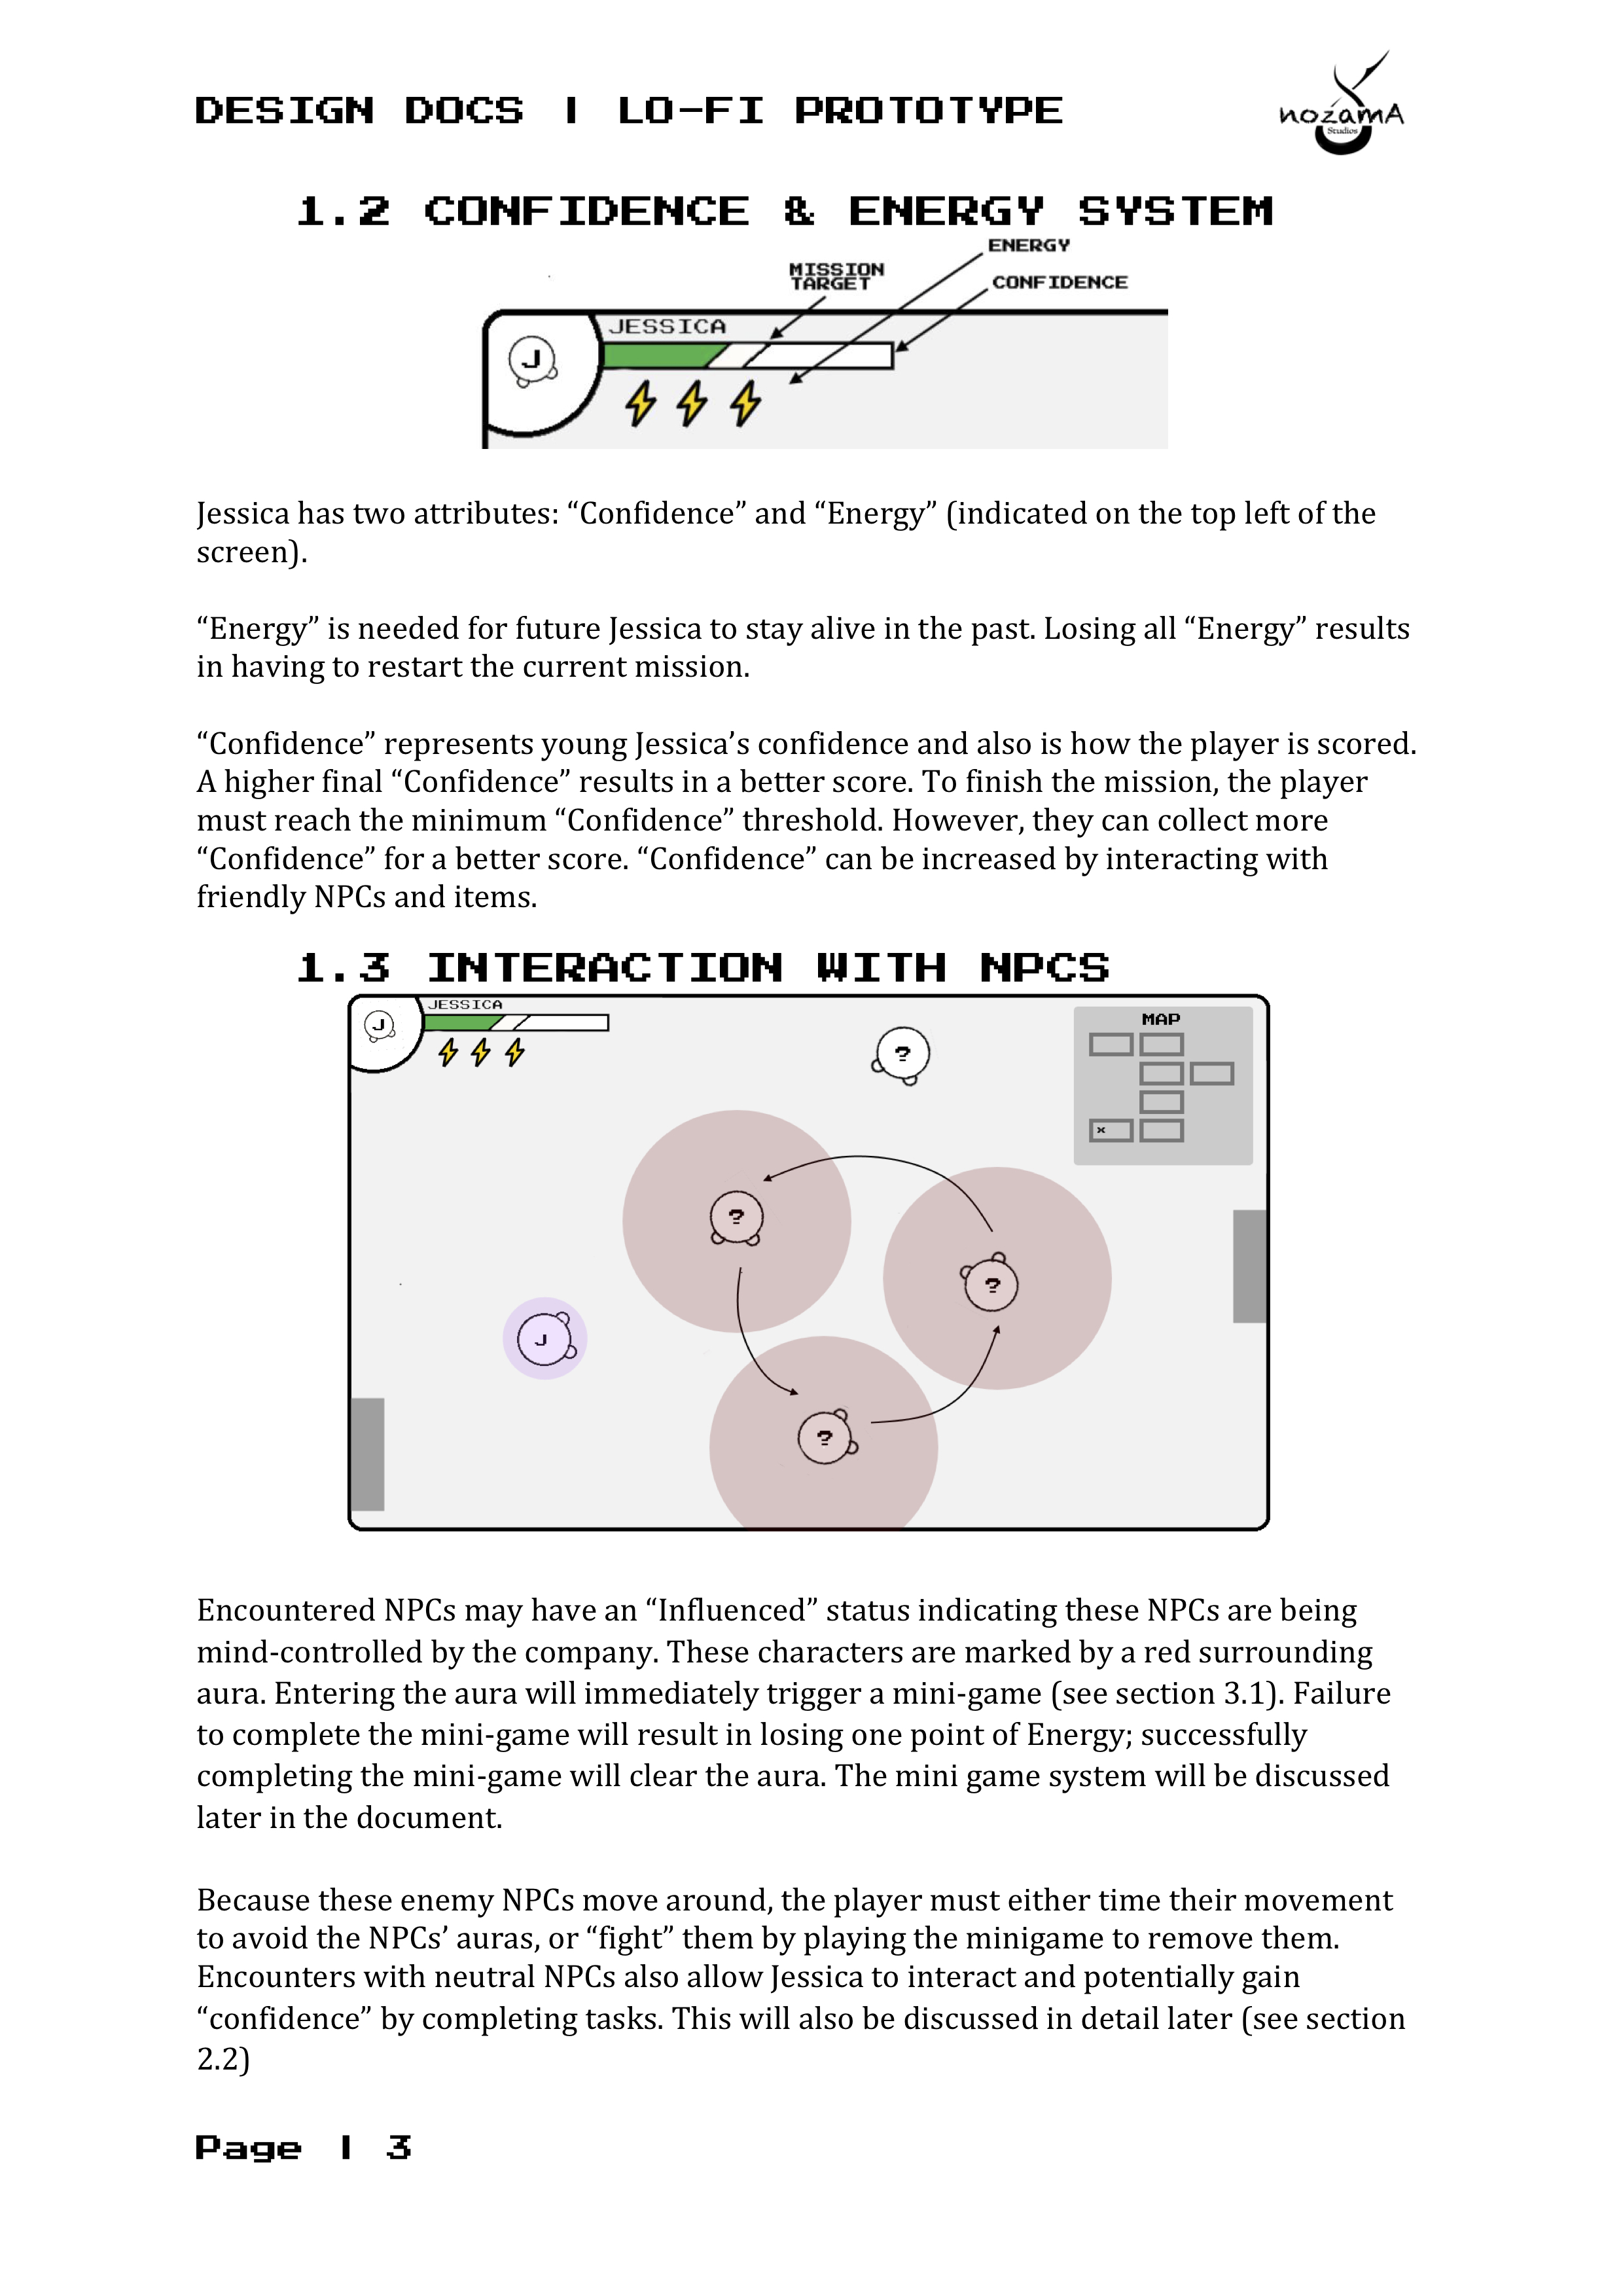 DESIGN DOCS | LO-FI PROTOTYPE
nozamA
Studios
1.2 CONFIDENCE & ENERGY SYSTEM
ENERGY
MISSION
TARGET
CONFIDENCE
JESSICA
J
Jessica has two attributes: “Confidence” and “Energy” (indicated on the top left of the
screen).
“Energy” is needed for future Jessica to stay alive in the past. Losing all “Energy” results
in having to restart the current mission.
“Confidence” represents young Jessica’s confidence and also is how the player is scored.
A higher final “Confidence” results in a better score. To finish the mission, the player
must reach the minimum “Confidence” threshold. However, they can collect more
“Confidence” for a better score. “Confidence” can be increased by interacting with
friendly NPCs and items.
1.3 INTERACTION WITH NPCS
JESSICA
J
MAP
?
x
?
?
J
?
Encountered NPCs may have an “Influenced” status indicating these NPCs are being
mind-controlled by the company. These characters are marked by a red surrounding
aura. Entering the aura will immediately trigger a mini-game (see section 3.1). Failure
to complete the mini-game will result in losing one point of Energy; successfully
completing the mini-game will clear the aura. The mini game system will be discussed
later in the document.
Because these enemy NPCs move around, the player must either time their movement
to avoid the NPCs’ auras, or “fight” them by playing the minigame to remove them.
Encounters with neutral NPCs also allow Jessica to interact and potentially gain
“confidence” by completing tasks. This will also be discussed in detail later (see section
2.2)
Page | 3